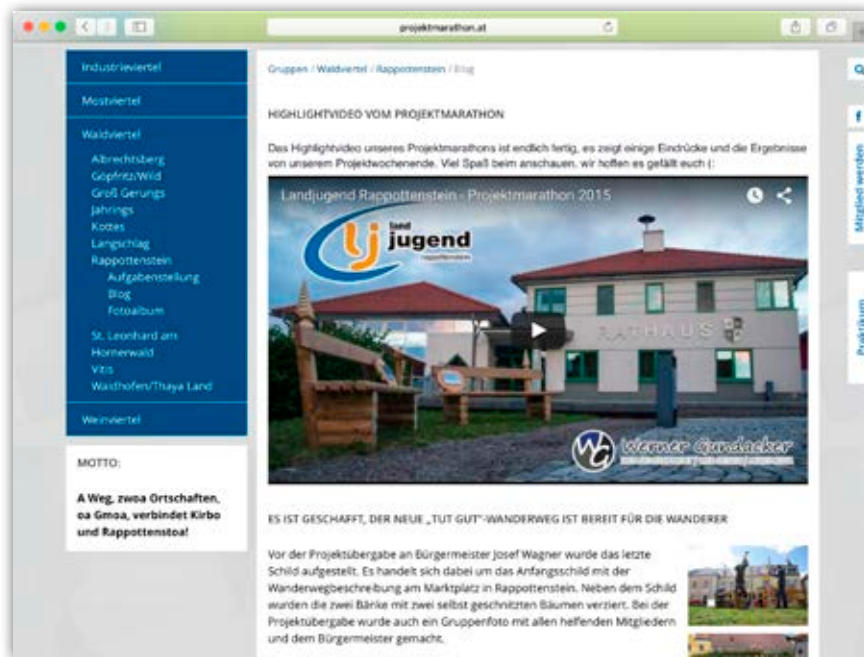 projektmarathon.at
Industrieviertel
Mostviertel
Waldviertel
Albrechtsberg
Göpfritz/Wild
Groß Gerungs
Jahrings
Kottes
Langschlag
Rappottenstein
Aufgabenstellung
Blog
Fotoalbum
St. Leonhard am
Hornerwald
Vitis
Waidhofen/Thaya Land
Weinviertel
MOTTO:
A Weg, zwoa Ortschaften,
oa Gmoa, verbindet Kirbo
und Rappottenstoa!
Gruppen / Waldviertel / Rappottenstein / Blog
HIGHLIGHTVIDEO VOM PROJEKTMARATHON
Das Highlightvideo unseres Projektmarathons ist endlich fertig, es zeigt einige Eindrücke und die Ergebnisse
von unserem Projektwochenende. Viel Spaß beim anschauen, wir hoffen es gefällt euch (:
Landjugend Rappottenstein - Projektmarathon 2015
lj land
jugend
rappottenstein
RATHAUS
WG Werner Gundacker
ES IST GESCHAFFT, DER NEUE „TUT GUT"-WANDERWEG IST BEREIT FÜR DIE WANDERER
Vor der Projektübergabe an Bürgermeister Josef Wagner wurde das letzte
Schild aufgestellt. Es handelt sich dabei um das Anfangsschild mit der
Wanderwegbeschreibung am Marktplatz in Rappottenstein. Neben dem Schild
wurden die zwei Bänke mit zwei selbst geschnitzten Bäumen verziert. Bei der
Projektübergabe wurde auch ein Gruppenfoto mit allen helfenden Mitgliedern
und dem Bürgermeister gemacht.
f
Mitglied werden
Praktikum